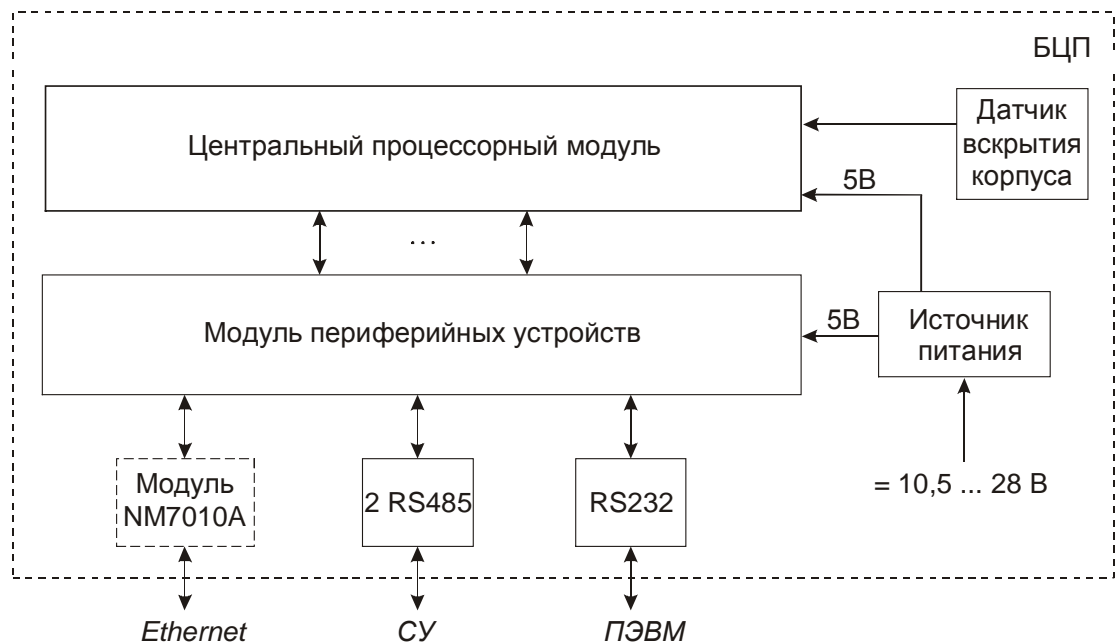 БЦП
Центральный процессорный модуль
Датчик
вскрытия
корпуса
5В
...
Модуль периферийных устройств
5В
Источник
питания
Модуль
NM7010A
2 RS485
RS232
= 10,5 ... 28 В
Ethernet
СУ
ПЭВМ